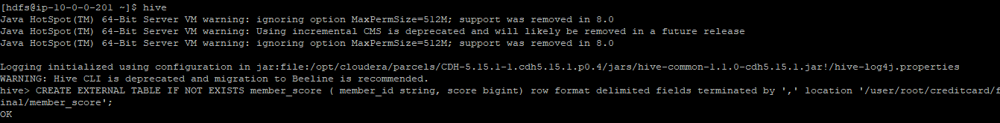 [hdfs@ip-10-0-0-201 ~]$ hive
Java HotSpot(TM) 64-Bit Server VM warning: ignoring option MaxPermSize=512M; support was removed in 8.0
Java HotSpot(TM) 64-Bit Server VM warning: Using incremental CMS is deprecated and will likely be removed in a future release
Java HotSpot(TM) 64-Bit Server VM warning: ignoring option MaxPermSize=512M; support was removed in 8.0
Logging initialized using configuration in jar:file:/opt/cloudera/parcels/CDH-5.15.1-1.cdh5.15.1.p0.4/jars/hive-common-1.1.0-cdh5.15.1.jar!/hive-log4j.properties
WARNING: Hive CLI is deprecated and migration to Beeline is recommended.
hive> CREATE EXTERNAL TABLE IF NOT EXISTS member_score ( member_id string, score bigint) row format delimited fields terminated by ',' location '/user/root/creditcard/f
inal/member_score';
OK